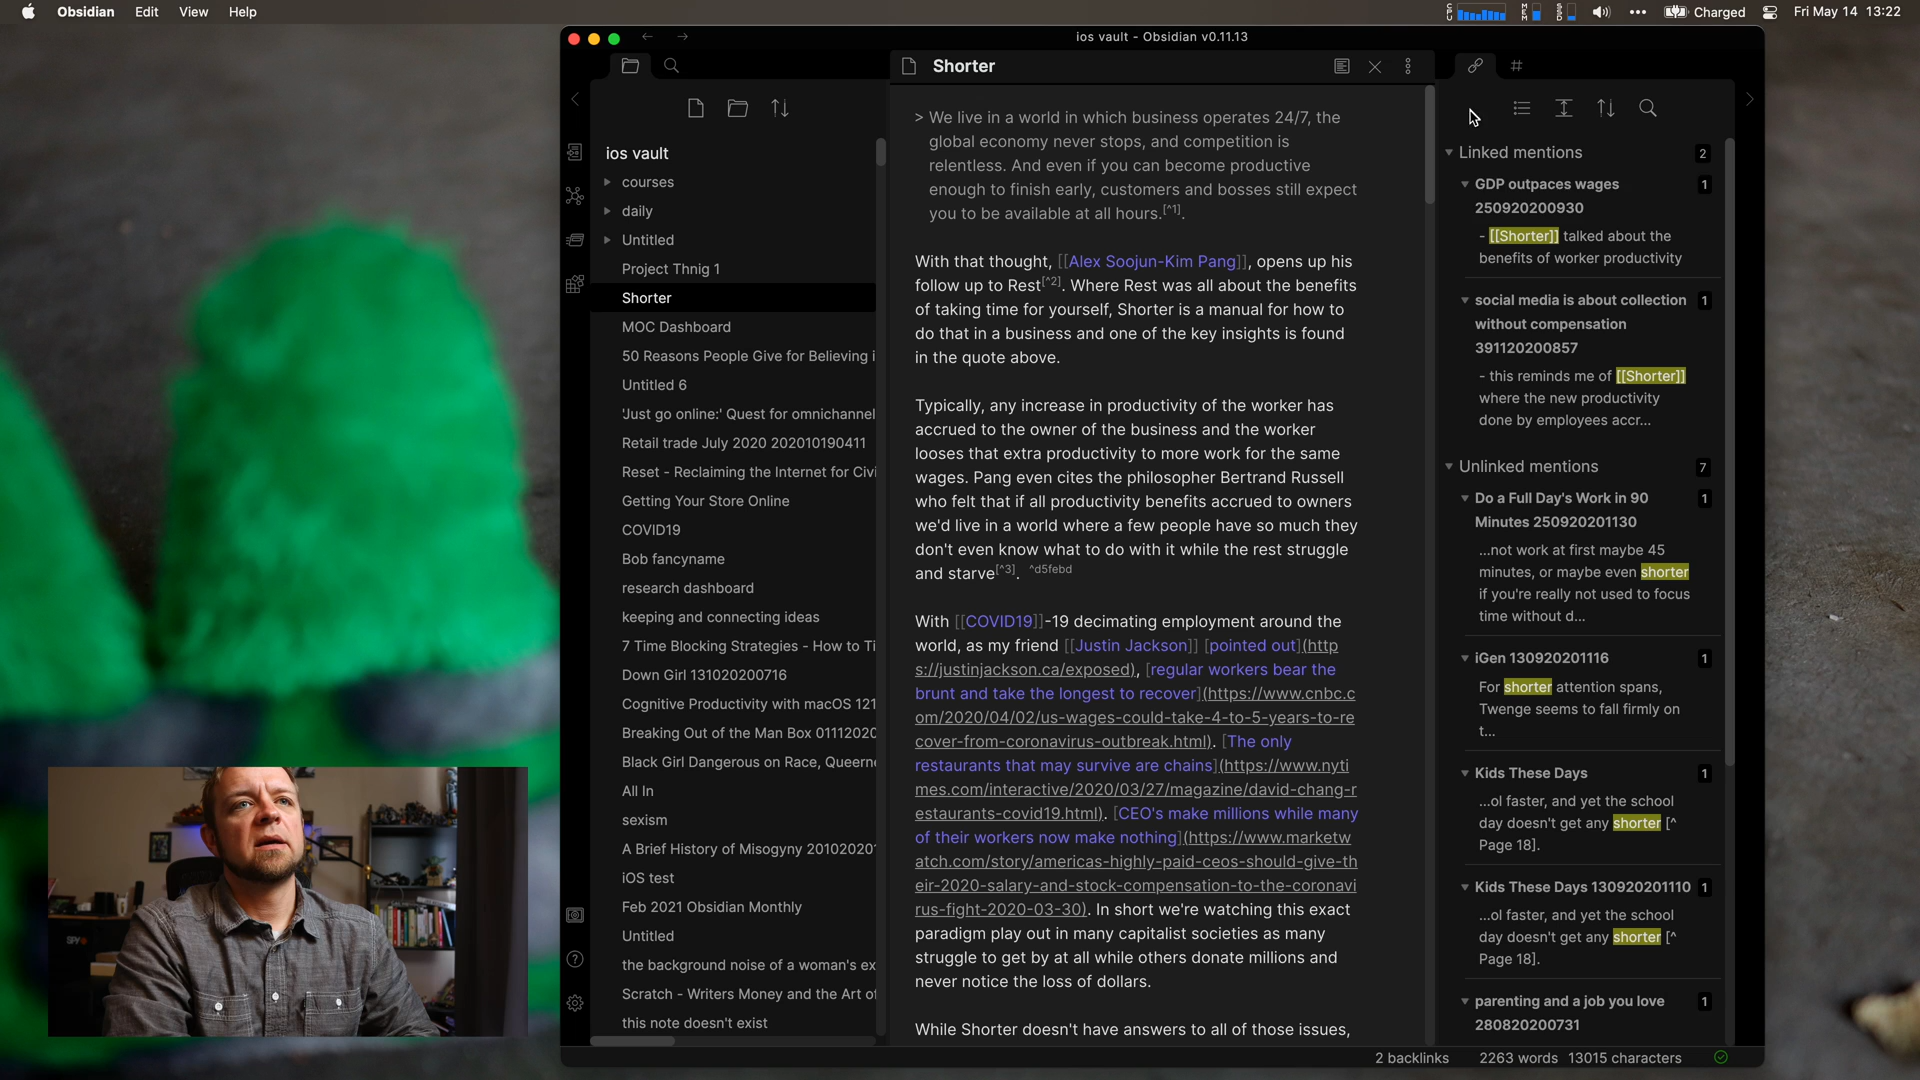 Obsidian Edit View Help
CPU MEM SSD Charged Fri May 14 13:22
ios vault - Obsidian v0.11.13
Shorter
ios vault
courses
daily
Untitled
Project Thnig 1
Shorter
MOC Dashboard
50 Reasons People Give for Believing i
Untitled 6
'Just go online:' Quest for omnichannel
Retail trade July 2020 202010190411
Reset - Reclaiming the Internet for Civi
Getting Your Store Online
COVID19
Bob fancyname
research dashboard
keeping and connecting ideas
7 Time Blocking Strategies - How to Ti
Down Girl 131020200716
Cognitive Productivity with macOS 121
Breaking Out of the Man Box 01112020
Black Girl Dangerous on Race, Queerne
All In
sexism
A Brief History of Misogyny 20102020
iOS test
Feb 2021 Obsidian Monthly
Untitled
the background noise of a woman's ex
Scratch - Writers Money and the Art of
this note doesn't exist
> We live in a world in which business operates 24/7, the
global economy never stops, and competition is
relentless. And even if you can become productive
enough to finish early, customers and bosses still expect
you to be available at all hours.[^1].
With that thought, [[Alex Soojun-Kim Pang]], opens up his
follow up to Rest[^2]. Where Rest was all about the benefits
of taking time for yourself, Shorter is a manual for how to
do that in a business and one of the key insights is found
in the quote above.
Typically, any increase in productivity of the worker has
accrued to the owner of the business and the worker
looses that extra productivity to more work for the same
wages. Pang even cites the philosopher Bertrand Russell
who felt that if all productivity benefits accrued to owners
we'd live in a world where a few people have so much they
don't even know what to do with it while the rest struggle
and starve[^3]. ^d5febd
With [[COVID19]]-19 decimating employment around the
world, as my friend [[Justin Jackson]] [pointed out](http
s://justinjackson.ca/exposed), [regular workers bear the
brunt and take the longest to recover](https://www.cnbc.c
om/2020/04/02/us-wages-could-take-4-to-5-years-to-re
cover-from-coronavirus-outbreak.html). [The only
restaurants that may survive are chains](https://www.nyti
mes.com/interactive/2020/03/27/magazine/david-chang-r
estaurants-covid19.html). [CEO's make millions while many
of their workers now make nothing](https://www.marketw
atch.com/story/americas-highly-paid-ceos-should-give-th
eir-2020-salary-and-stock-compensation-to-the-coronavi
rus-fight-2020-03-30). In short we're watching this exact
paradigm play out in many capitalist societies as many
struggle to get by at all while others donate millions and
never notice the loss of dollars.
While Shorter doesn't have answers to all of those issues,
Linked mentions 2
GDP outpaces wages 1
250920200930
- [[Shorter]] talked about the
benefits of worker productivity
social media is about collection 1
without compensation
391120200857
- this reminds me of [[Shorter]]
where the new productivity
done by employees accr...
Unlinked mentions 7
Do a Full Day's Work in 90 1
Minutes 250920201130
...not work at first maybe 45
minutes, or maybe even shorter
if you're really not used to focus
time without d...
iGen 130920201116 1
For shorter attention spans,
Twenge seems to fall firmly on
t...
Kids These Days 1
...ol faster, and yet the school
day doesn't get any shorter [^
Page 18].
Kids These Days 130920201110 1
...ol faster, and yet the school
day doesn't get any shorter [^
Page 18].
parenting and a job you love 1
280820200731
2 backlinks 2263 words 13015 characters